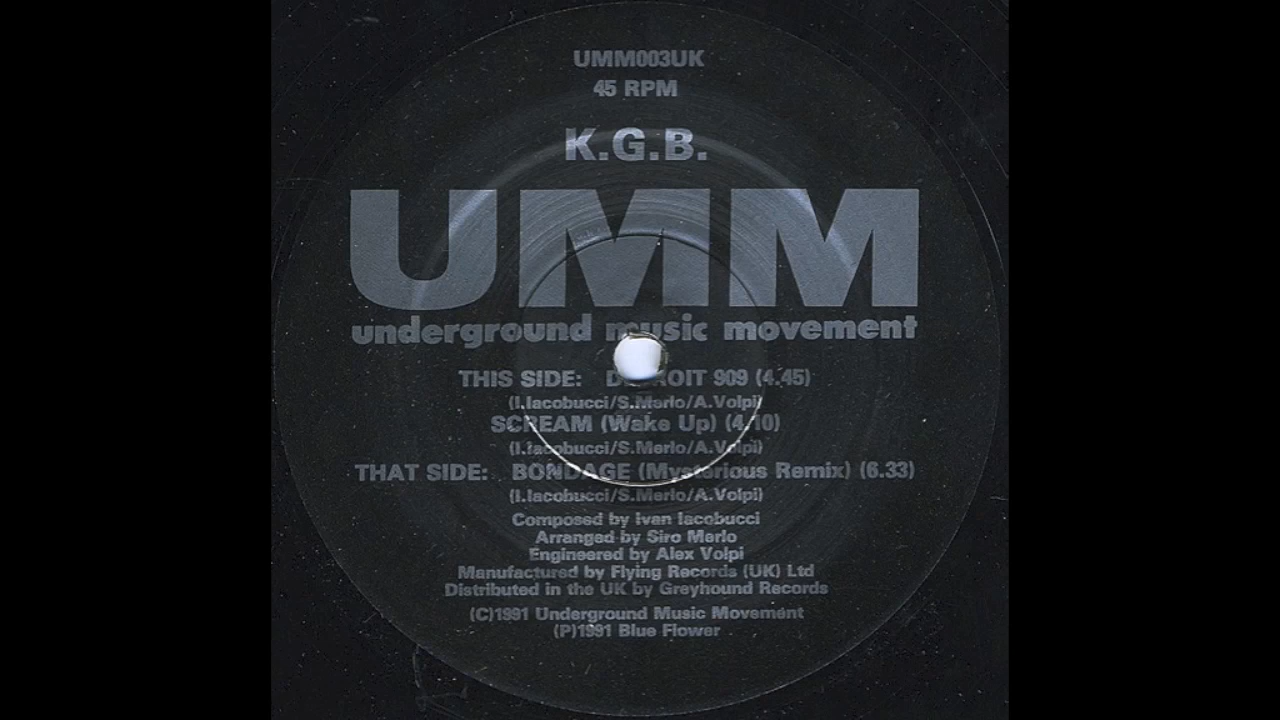 UMM003UK
45 RPM
K.G.B.
UMM
underground music movement
THIS SIDE: DETROIT 909 (4.45)
(I.Iacobucci/S.Merlo/A.Volpi)
SCREAM (Wake Up) (4.10)
(I.Iacobucci/S.Merlo/A.Volpi)
THAT SIDE: BONDAGE (Mysterious Remix) (6.33)
(I.Iacobucci/S.Merlo/A.Volpi)
Composed by Ivan Iacobucci
Arranged by Siro Merlo
Engineered by Alex Volpi
Manufactured by Flying Records (UK) Ltd
Distributed in the UK by Greyhound Records
(C)1991 Underground Music Movement
(P)1991 Blue Flower